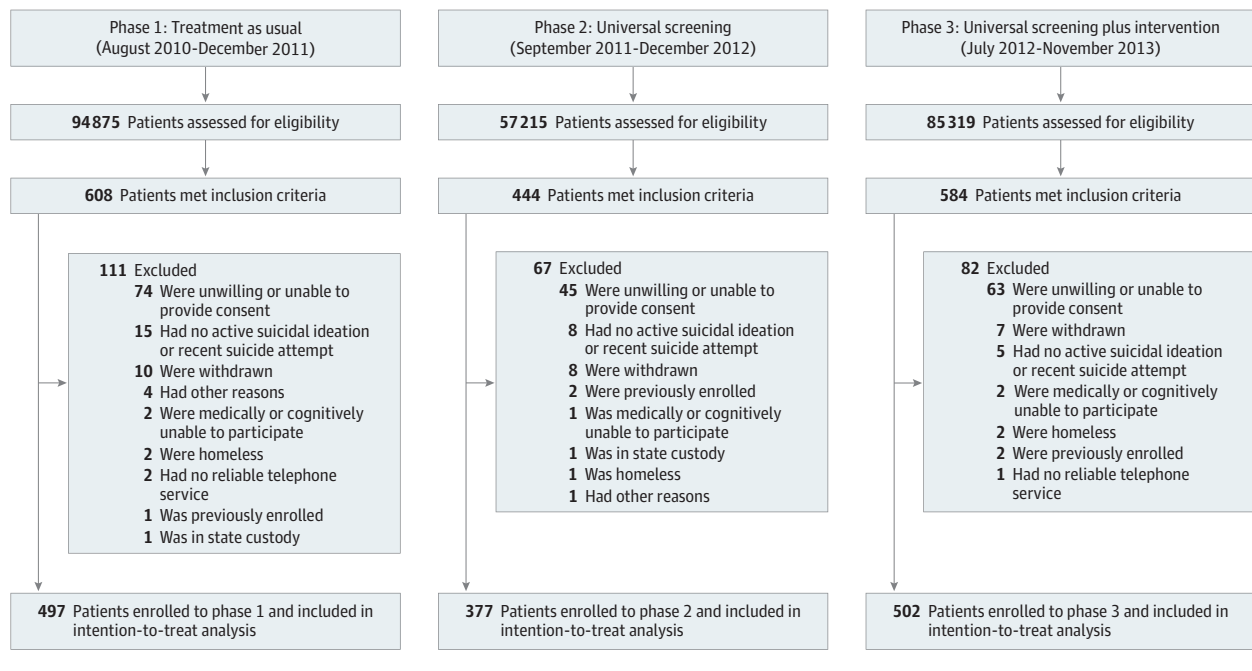 Phase 1: Treatment as usual
(August 2010-December 2011)
94 875 Patients assessed for eligibility
608 Patients met inclusion criteria
111 Excluded
74 Were unwilling or unable to
provide consent
15 Had no active suicidal ideation
or recent suicide attempt
10 Were withdrawn
4 Had other reasons
2 Were medically or cognitively
unable to participate
2 Were homeless
2 Had no reliable telephone
service
1 Was previously enrolled
1 Was in state custody
497 Patients enrolled to phase 1 and included in
intention-to-treat analysis
Phase 2: Universal screening
(September 2011-December 2012)
57 215 Patients assessed for eligibility
444 Patients met inclusion criteria
67 Excluded
45 Were unwilling or unable to
provide consent
8 Had no active suicidal ideation
or recent suicide attempt
8 Were withdrawn
2 Were previously enrolled
1 Was medically or cognitively
unable to participate
1 Was in state custody
1 Was homeless
1 Had other reasons
377 Patients enrolled to phase 2 and included in
intention-to-treat analysis
Phase 3: Universal screening plus intervention
(July 2012-November 2013)
85 319 Patients assessed for eligibility
584 Patients met inclusion criteria
82 Excluded
63 Were unwilling or unable to
provide consent
7 Were withdrawn
5 Had no active suicidal ideation
or recent suicide attempt
2 Were medically or cognitively
unable to participate
2 Were homeless
2 Were previously enrolled
1 Had no reliable telephone
service
502 Patients enrolled to phase 3 and included in
intention-to-treat analysis